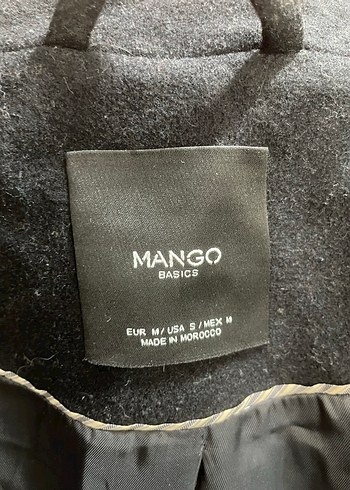 MANGO
BASICS
EUR M / USA S / MEX M
MADE IN MOROCCO